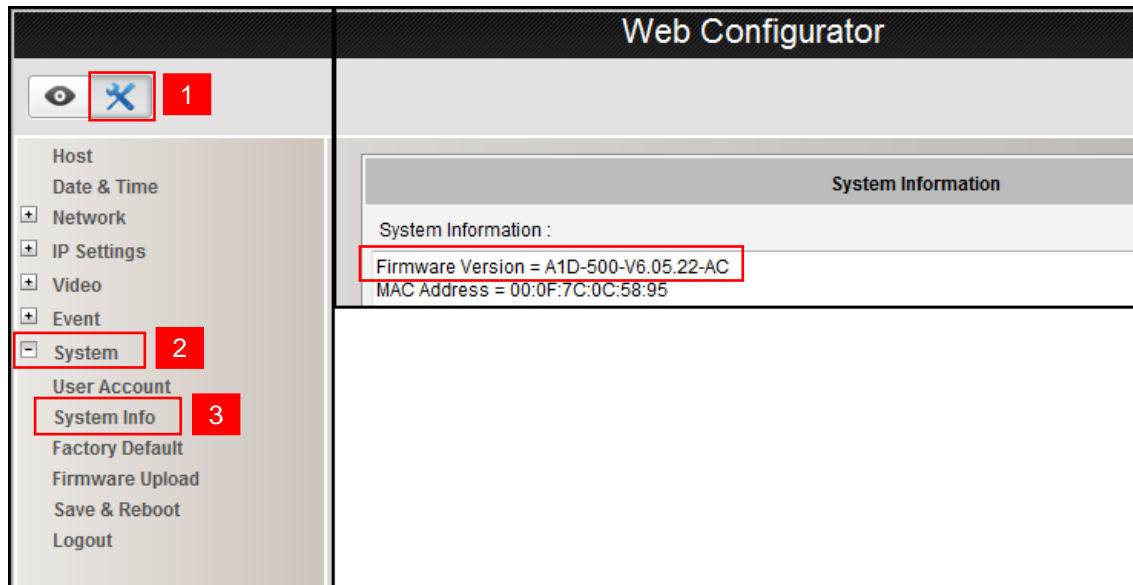 Web Configurator
1
Host
Date & Time
Network
IP Settings
Video
Event
System
2
User Account
System Info
3
Factory Default
Firmware Upload
Save & Reboot
Logout
System Information
System Information :
Firmware Version = A1D-500-V6.05.22-AC
MAC Address = 00:0F:7C:0C:58:95